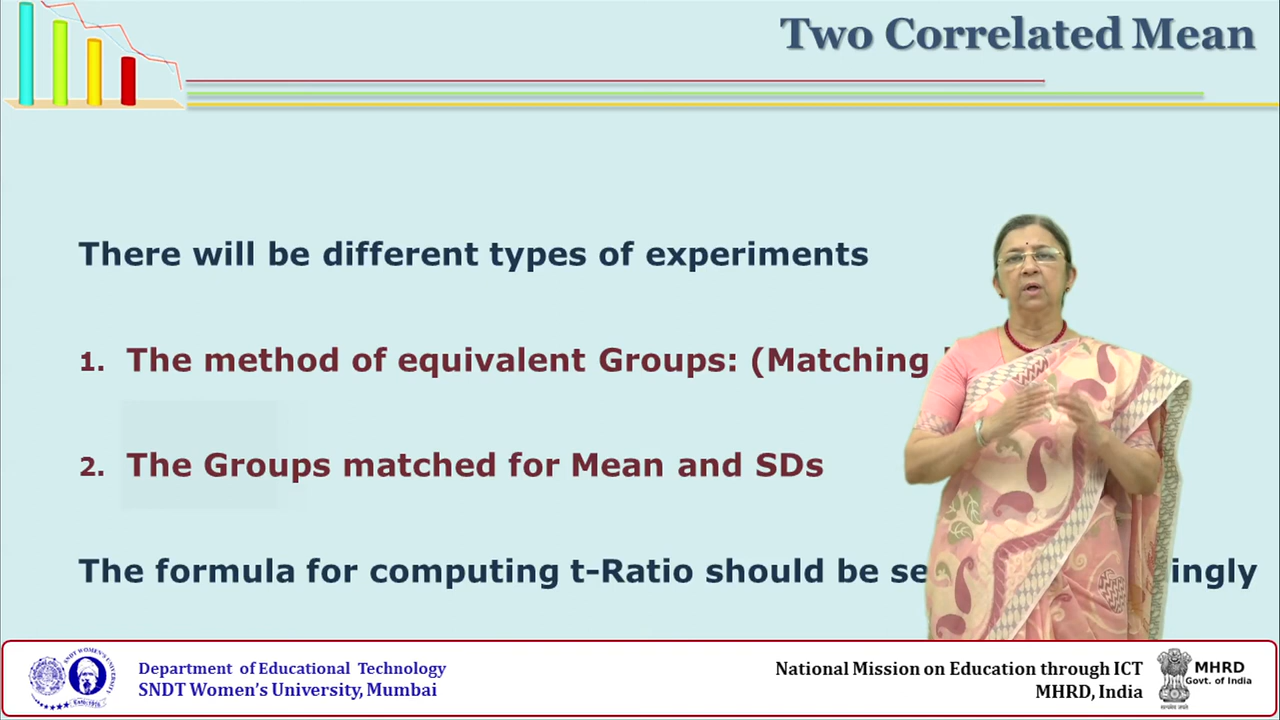 Two Correlated Mean
There will be different types of experiments
1. The method of equivalent Groups: (Matching
2. The Groups matched for Mean and SDs
The formula for computing t-Ratio should be se ingly
Department of Educational Technology
SNDT Women's University, Mumbai
National Mission on Education through ICT
MHRD, India
MHRD
Govt. of India